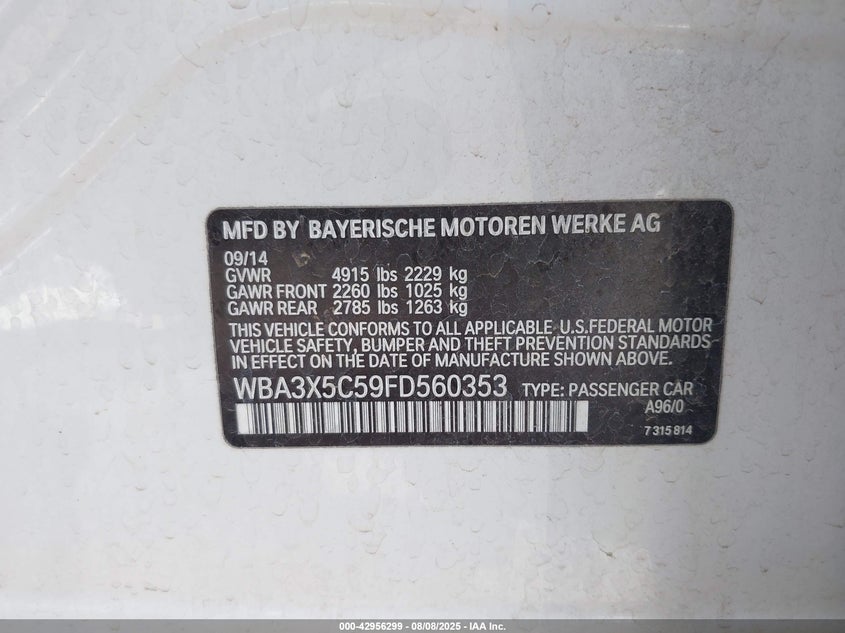 MFD BY BAYERISCHE MOTOREN WERKE AG
09/14
GVWR 4915 lbs 2229 kg
GAWR FRONT 2260 lbs 1025 kg
GAWR REAR 2785 lbs 1263 kg
THIS VEHICLE CONFORMS TO ALL APPLICABLE U.S.FEDERAL MOTOR
VEHICLE SAFETY, BUMPER AND THEFT PREVENTION STANDARDS
IN EFFECT ON THE DATE OF MANUFACTURE SHOWN ABOVE.
WBA3X5C59FD560353 TYPE: PASSENGER CAR
A96/0
7 315 814
000-42956299 - 08/08/2025 - IAA Inc.